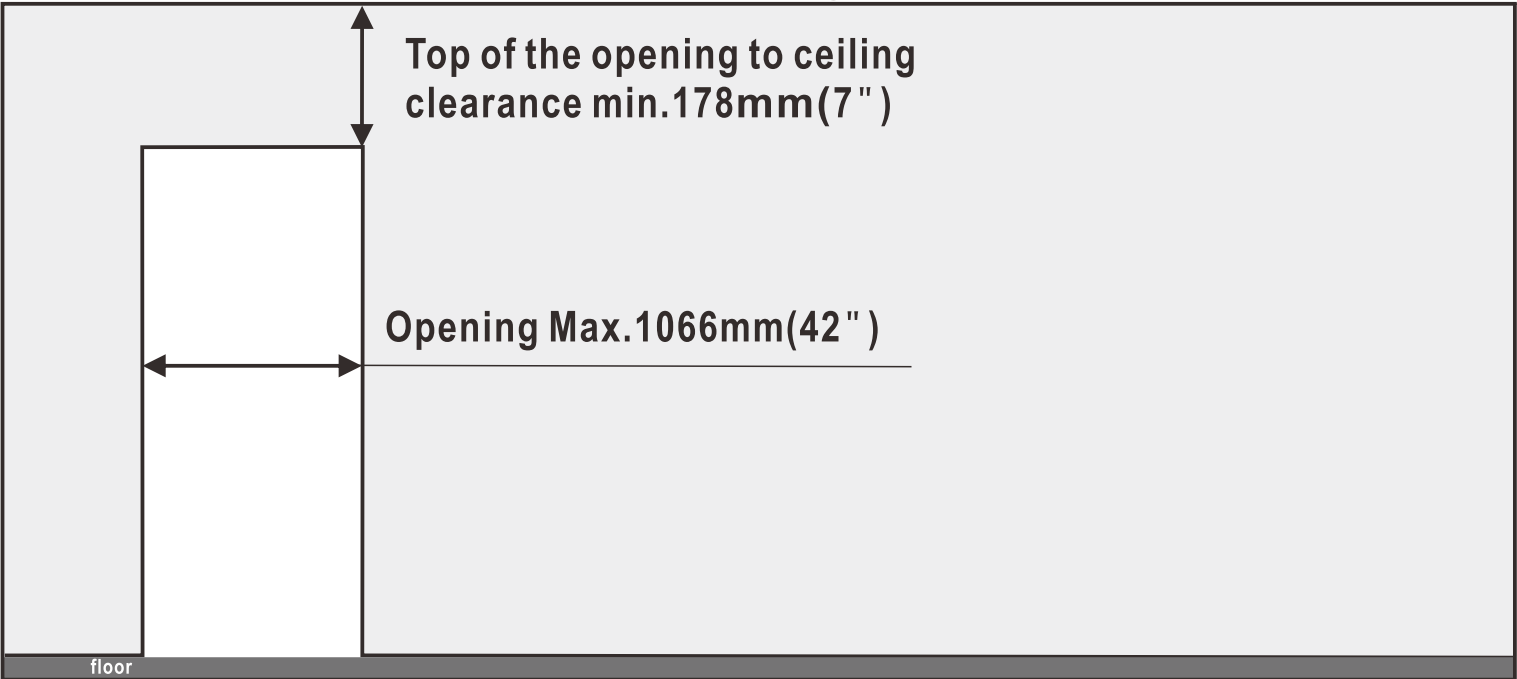 Top of the opening to ceiling
clearance min.178mm(7")
Opening Max.1066mm(42")
floor